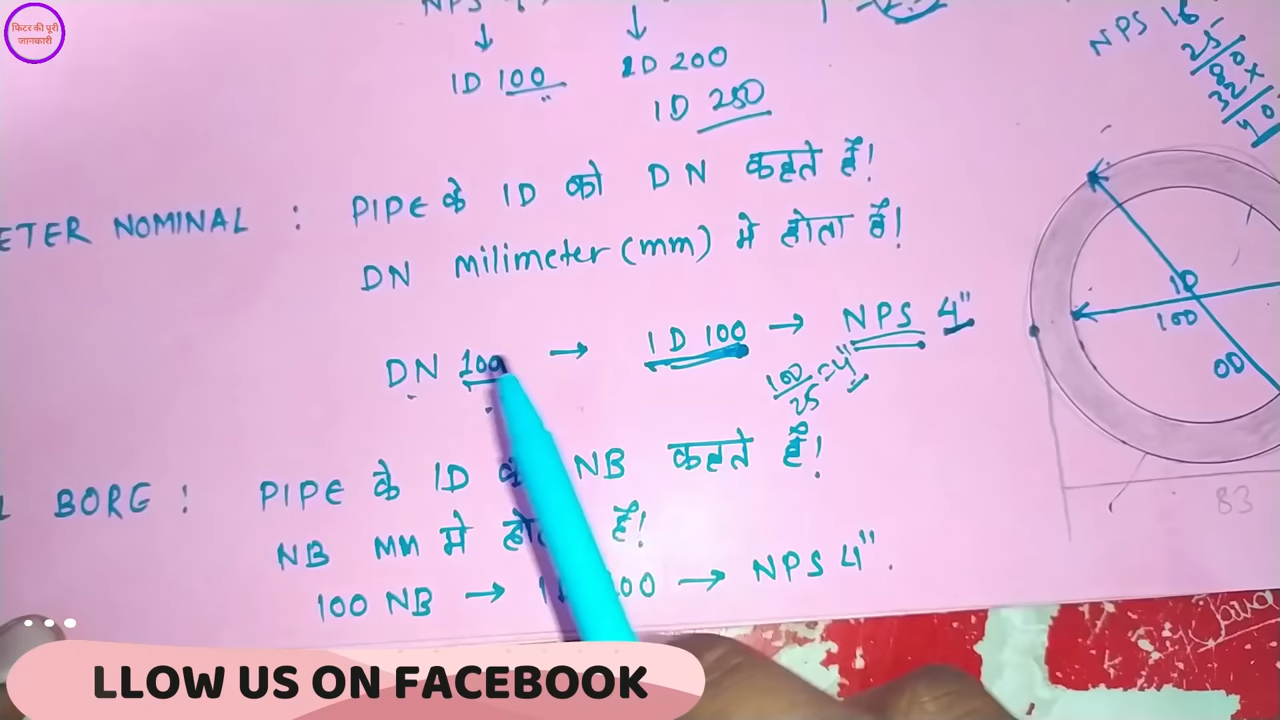 फिटर की पूरी
जानकारी
NPS
ID 100
ID 200
ID 250
NPS 16
ETER NOMINAL : PIPE के ID को DN कहते हैं!
DN milimeter (mm) मे होता है!
DN 100 → ID 100 → NPS 4"
100/25 = 4"
ID
100
OD
L BORG : PIPE के ID NB कहते हैं!
NB MM मे है!
100 NB → 00 → NPS 4".
83
LLOW US ON FACEBOOK